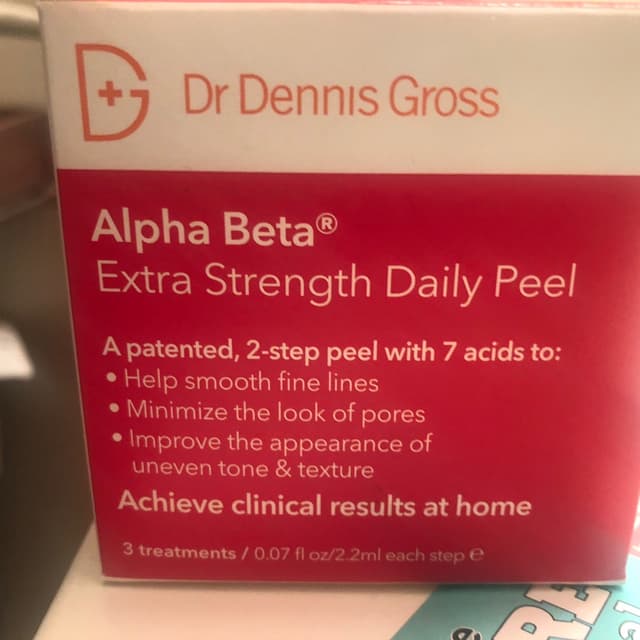 Dr Dennis Gross
Alpha Beta®
Extra Strength Daily Peel
A patented, 2-step peel with 7 acids to:
• Help smooth fine lines
• Minimize the look of pores
• Improve the appearance of
uneven tone & texture
Achieve clinical results at home
3 treatments / 0.07 fl oz/2.2ml each step ℮